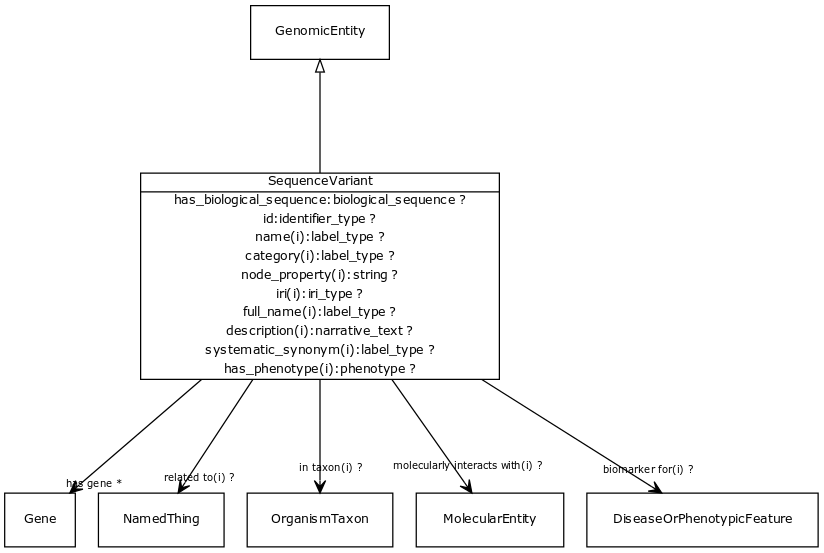 GenomicEntity
SequenceVariant
has_biological_sequence:biological_sequence ?
id:identifier_type ?
name(i):label_type ?
category(i):label_type ?
node_property(i):string ?
iri(i):iri_type ?
full_name(i):label_type ?
description(i):narrative_text ?
systematic_synonym(i):label_type ?
has_phenotype(i):phenotype ?
has gene *
related to(i) ?
in taxon(i) ?
molecularly interacts with(i) ?
biomarker for(i) ?
Gene
NamedThing
OrganismTaxon
MolecularEntity
DiseaseOrPhenotypicFeature